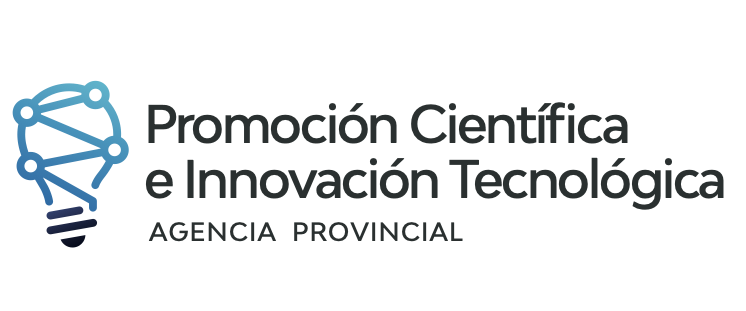 Promoción Científica
e Innovación Tecnológica
AGENCIA PROVINCIAL